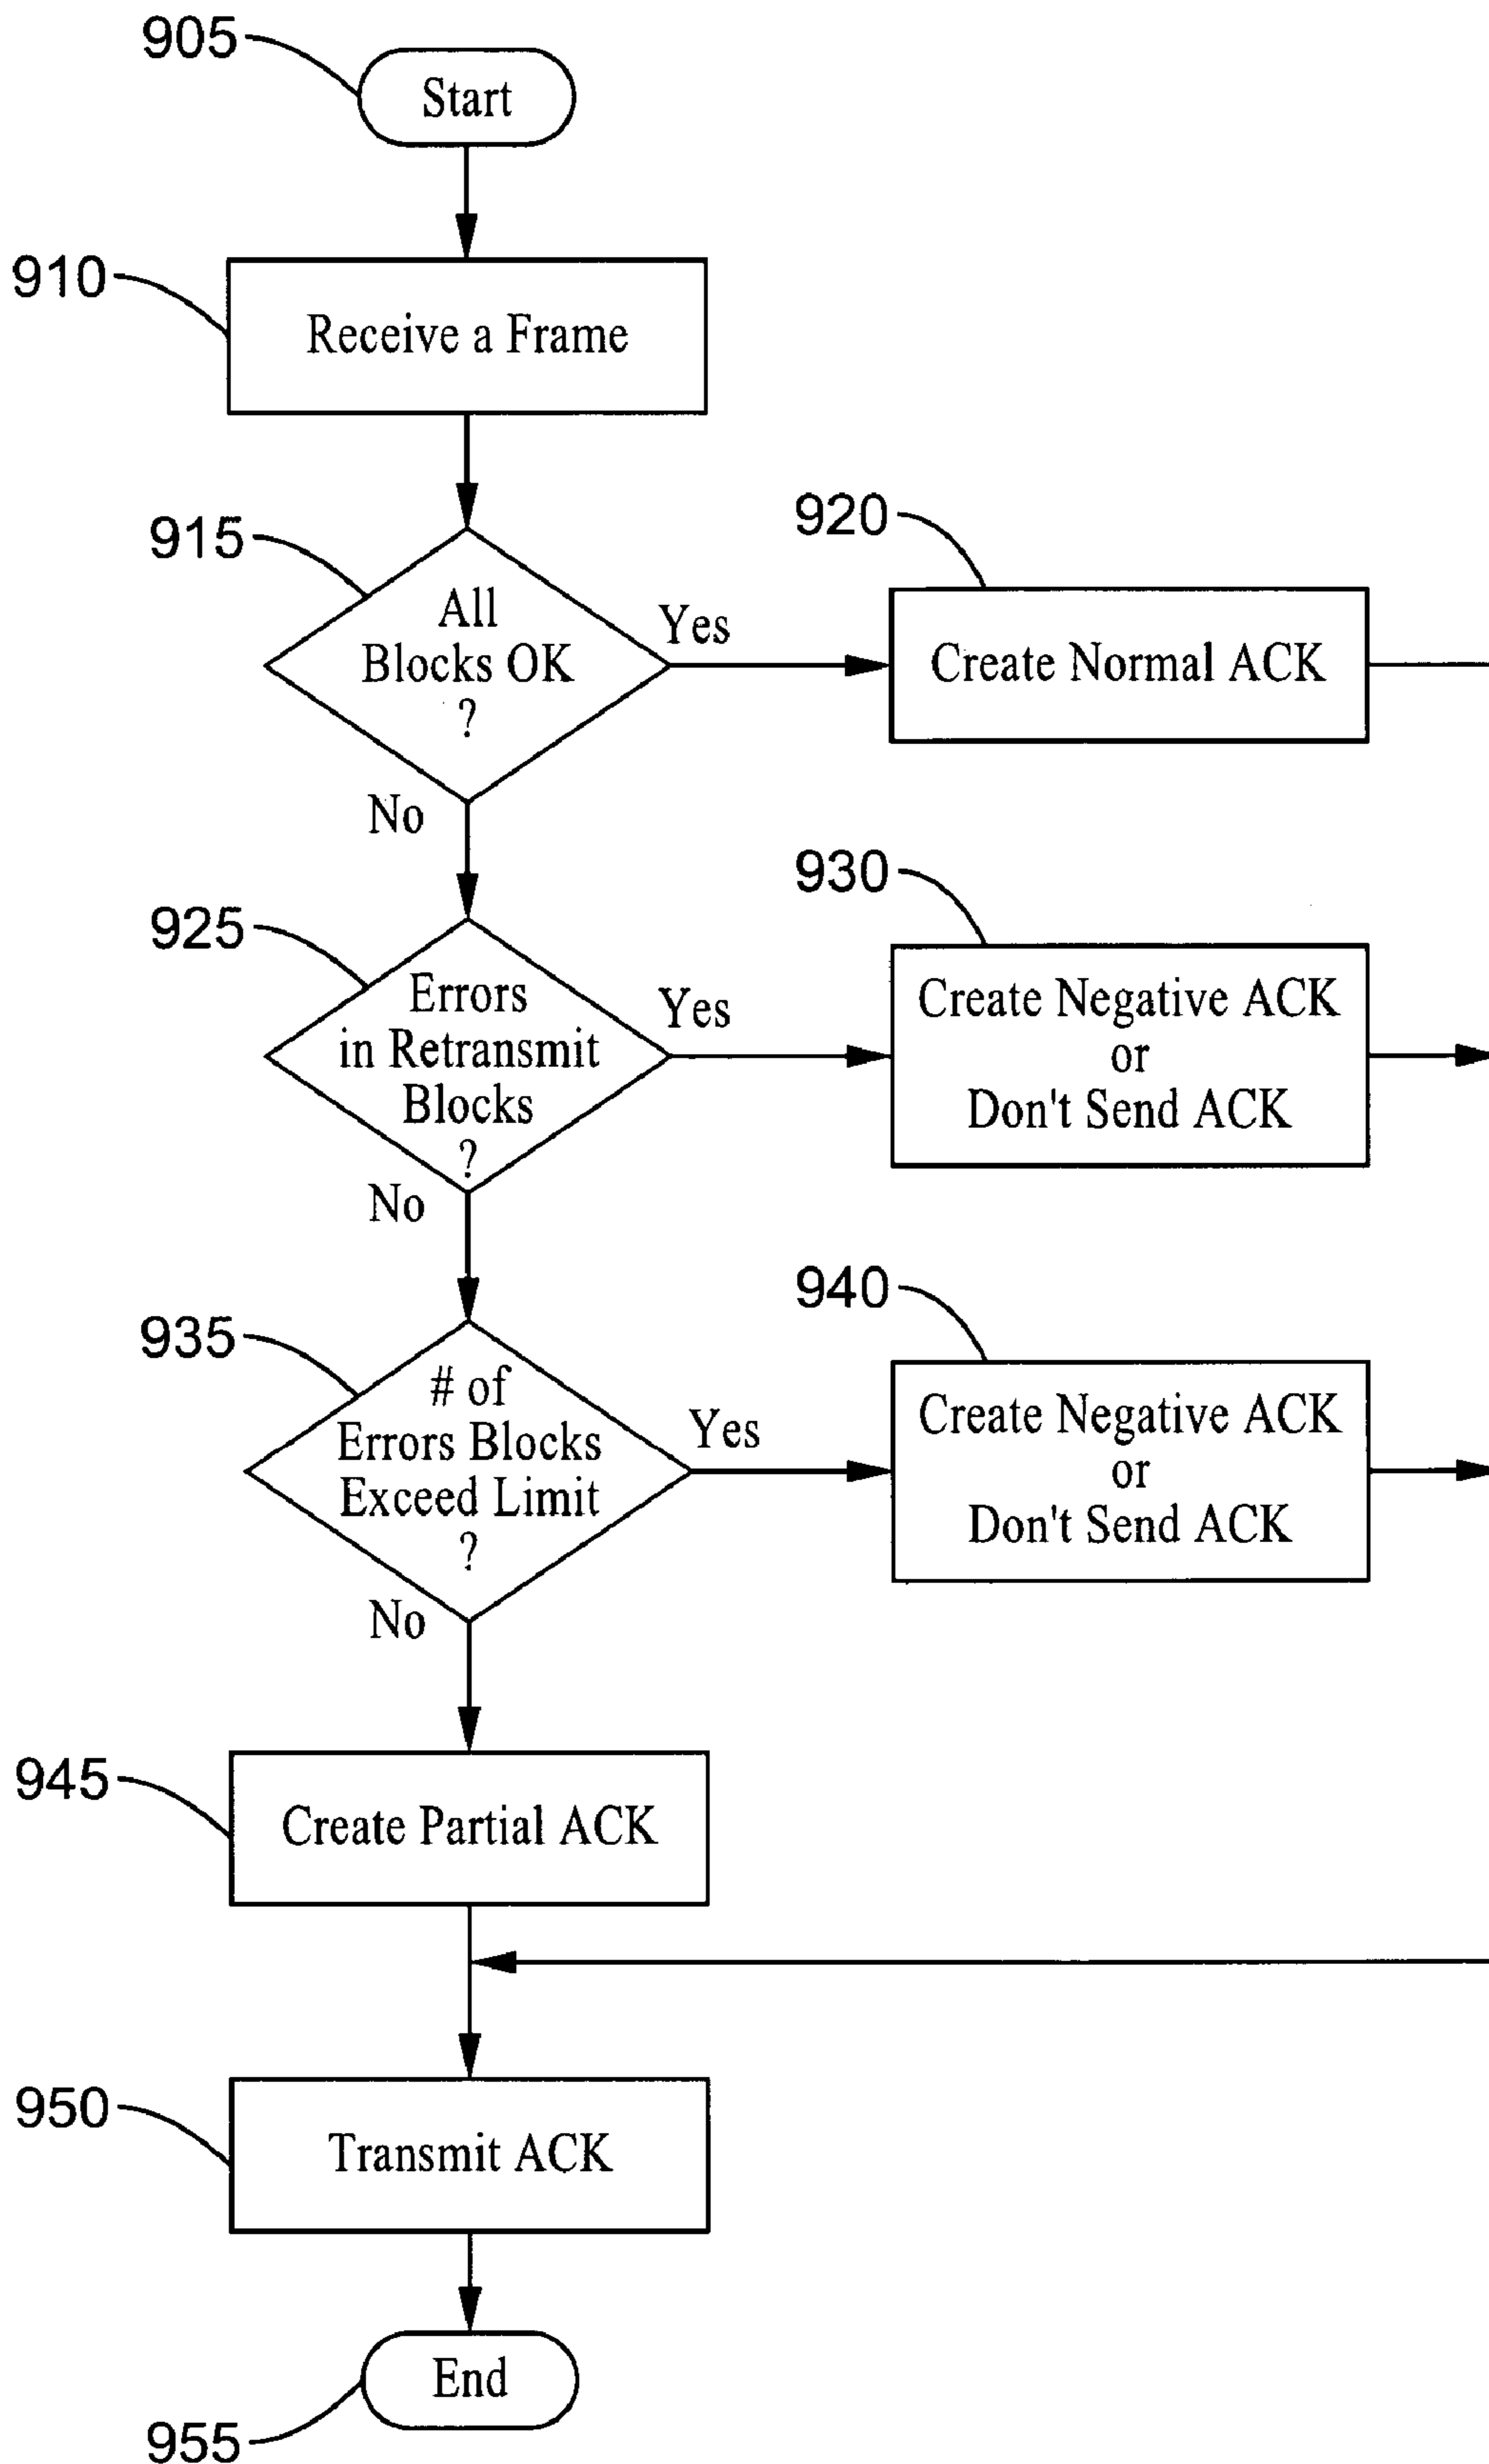 905
Start
910
Receive a Frame
915
All
Blocks OK
?
Yes
920
Create Normal ACK
No
925
Errors
in Retransmit
Blocks
?
Yes
930
Create Negative ACK
or
Don't Send ACK
No
935
# of
Errors Blocks
Exceed Limit
?
Yes
940
Create Negative ACK
or
Don't Send ACK
No
945
Create Partial ACK
950
Transmit ACK
End
955